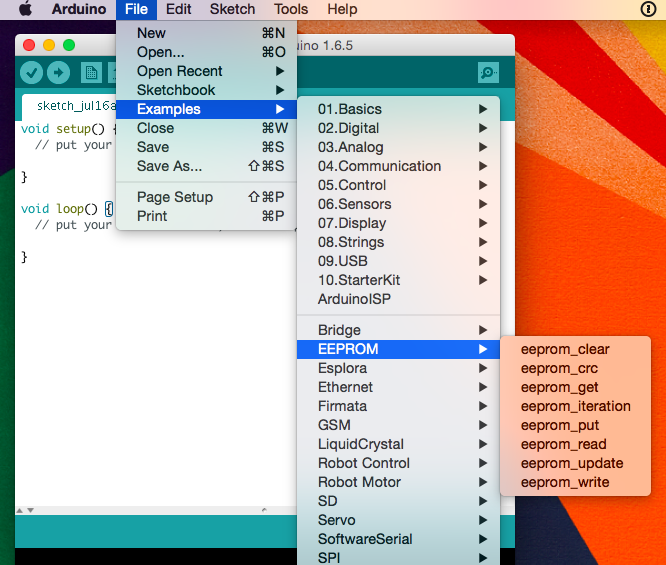 Arduino File Edit Sketch Tools Help
New ⌘N
Open... ⌘O
Open Recent
Sketchbook
Examples
Close ⌘W
Save ⌘S
Save As... ⇧⌘S
Page Setup ⇧⌘P
Print ⌘P
1.6.5
sketch_jul16a
void setup() {
// put your
}
void loop() {
// put your
}
01.Basics
02.Digital
03.Analog
04.Communication
05.Control
06.Sensors
07.Display
08.Strings
09.USB
10.StarterKit
ArduinoISP
Bridge
EEPROM
Esplora
Ethernet
Firmata
GSM
LiquidCrystal
Robot Control
Robot Motor
SD
Servo
SoftwareSerial
SPI
eeprom_clear
eeprom_crc
eeprom_get
eeprom_iteration
eeprom_put
eeprom_read
eeprom_update
eeprom_write